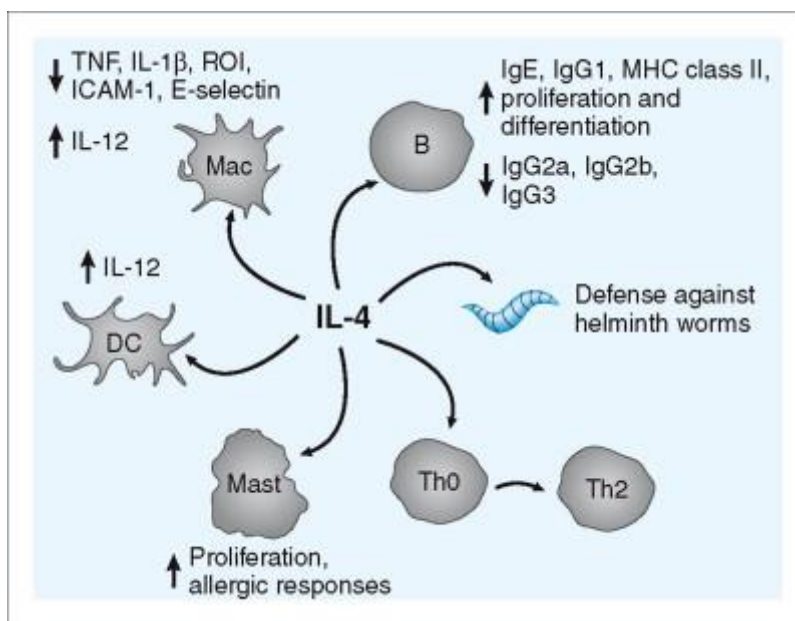 ↓ TNF, IL-1β, ROI,
ICAM-1, E-selectin
↑ IL-12
Mac
B
↑ IgE, IgG1, MHC class II,
proliferation and
differentiation
↓ IgG2a, IgG2b,
IgG3
↑ IL-12
DC
IL-4
Defense against
helminth worms
Mast
Th0
Th2
↑ Proliferation,
allergic responses